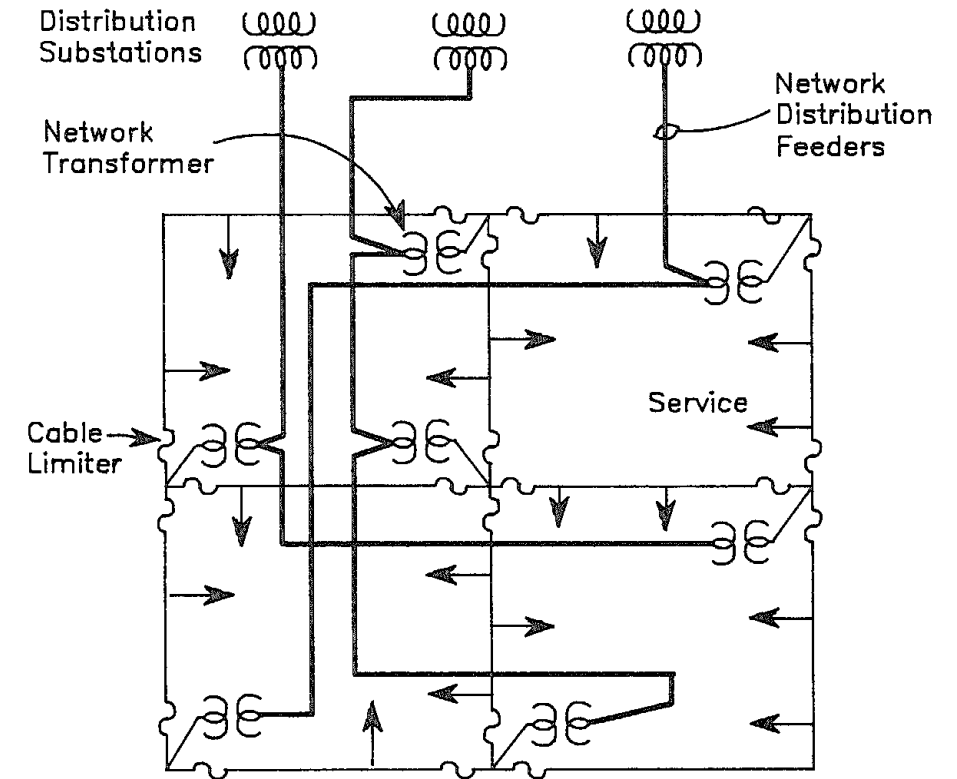 Distribution
Substations
Network
Distribution
Feeders
Network
Transformer
Service
Cable
Limiter